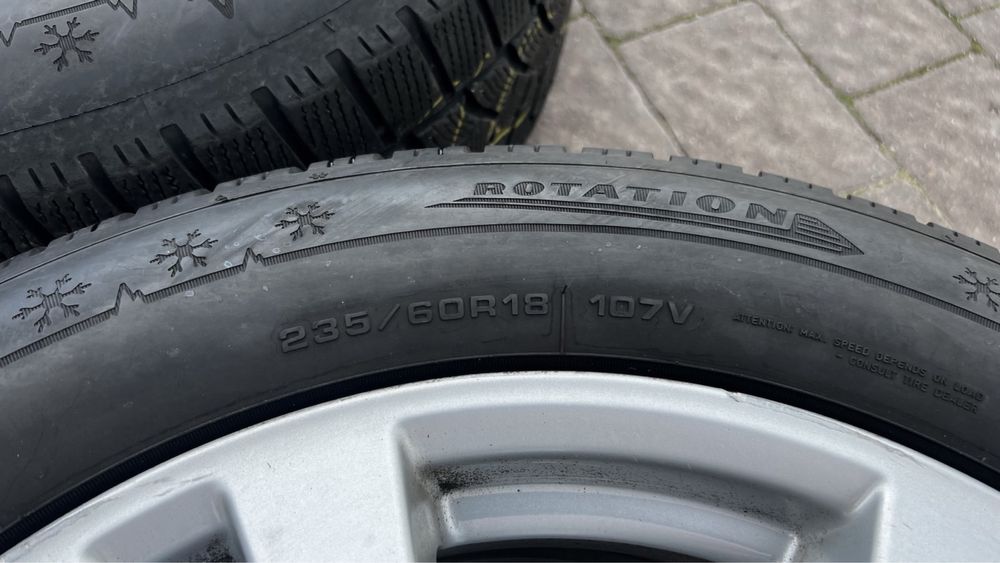 ROTATION
235/60R18 107V
ATTENTION: MAX. SPEED DEPENDS ON LOAD
- CONSULT TIRE DEALER